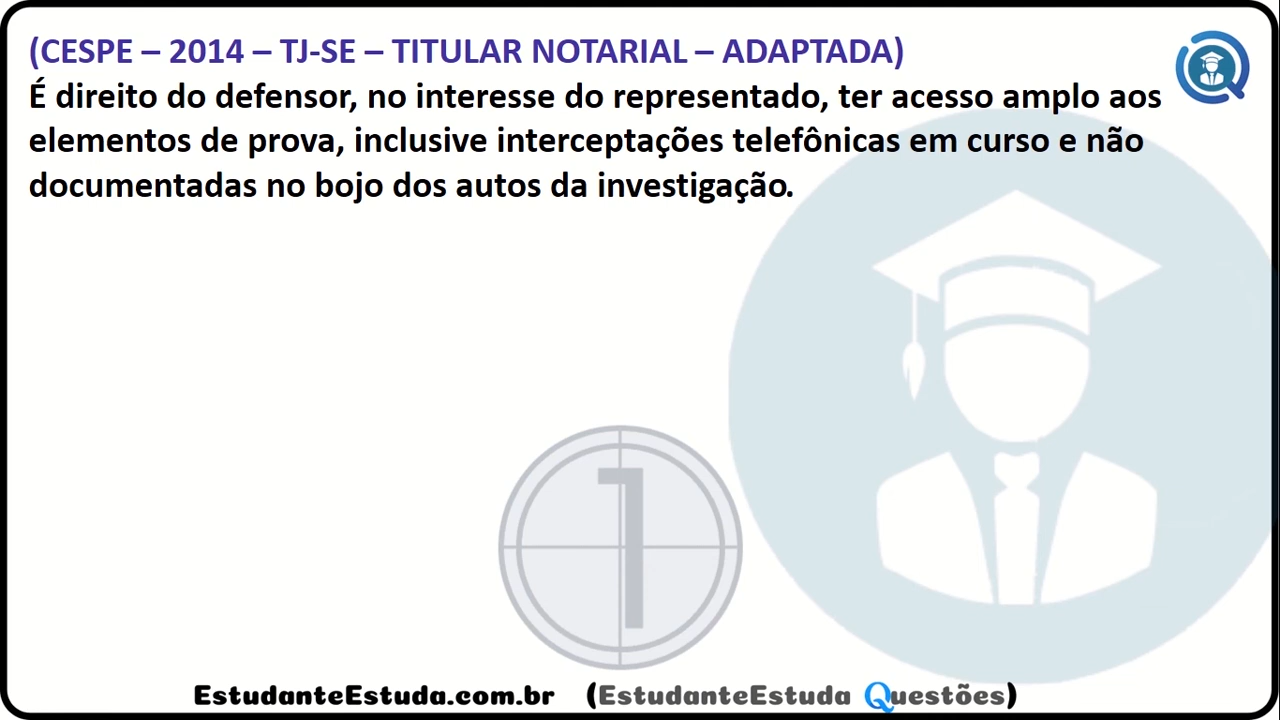 (CESPE – 2014 – TJ-SE – TITULAR NOTARIAL – ADAPTADA)
É direito do defensor, no interesse do representado, ter acesso amplo aos
elementos de prova, inclusive interceptações telefônicas em curso e não
documentadas no bojo dos autos da investigação.
1
EstudanteEstuda.com.br (EstudanteEstuda Questões)